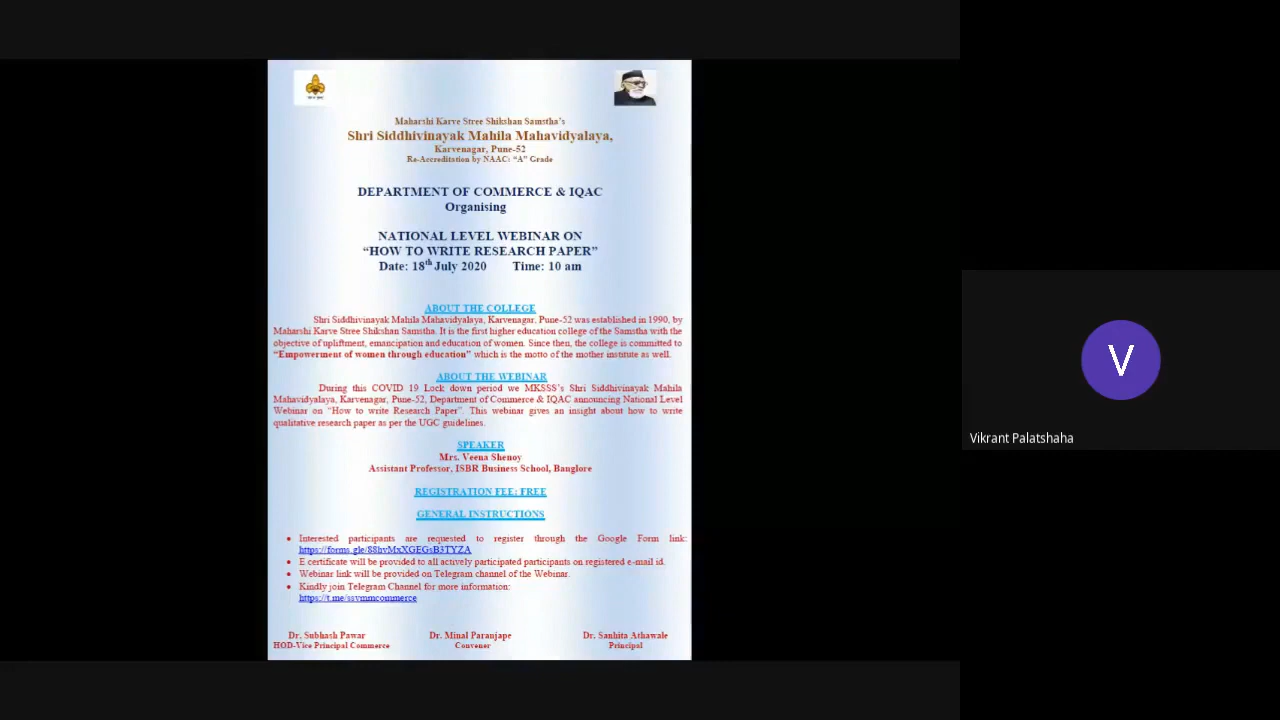 Maharshi Karve Stree Shikshan Samstha's
Shri Siddhivinayak Mahila Mahavidyalaya,
Karvenagar, Pune-52
Re-Accreditation by NAAC: "A" Grade
DEPARTMENT OF COMMERCE & IQAC
Organising
NATIONAL LEVEL WEBINAR ON
"HOW TO WRITE RESEARCH PAPER"
Date: 18th July 2020 Time: 10 am
ABOUT THE COLLEGE
Shri Siddhivinayak Mahila Mahavidyalaya, Karvenagar, Pune-52 was established in 1990, by
Maharshi Karve Stree Shikshan Samstha. It is the first higher education college of the Samstha with the
objective of upliftment, emancipation and education of women. Since then, the college is committed to
"Empowerment of women through education" which is the motto of the mother institute as well.
ABOUT THE WEBINAR
During this COVID 19 Lock down period we MKSSS's Shri Siddhivinayak Mahila
Mahavidyalaya, Karvenagar, Pune-52, Department of Commerce & IQAC announcing National Level
Webinar on "How to write Research Paper". This webinar gives an insight about how to write
qualitative research paper as per the UGC guidelines.
SPEAKER
Mrs. Veena Shenoy
Assistant Professor, ISBR Business School, Banglore
REGISTRATION FEE: FREE
GENERAL INSTRUCTIONS
• Interested participants are requested to register through the Google Form link:
https://forms.gle/88hvMxXGEGsB3TYZA
• E certificate will be provided to all actively participated participants on registered e-mail id.
• Webinar link will be provided on Telegram channel of the Webinar.
• Kindly join Telegram Channel for more information:
https://t.me/ssvmmcommerce
Dr. Subhash Pawar Dr. Minal Paranjape Dr. Sanhita Athawale
HOD-Vice Principal Commerce Convener Principal
V
Vikrant Palatshaha